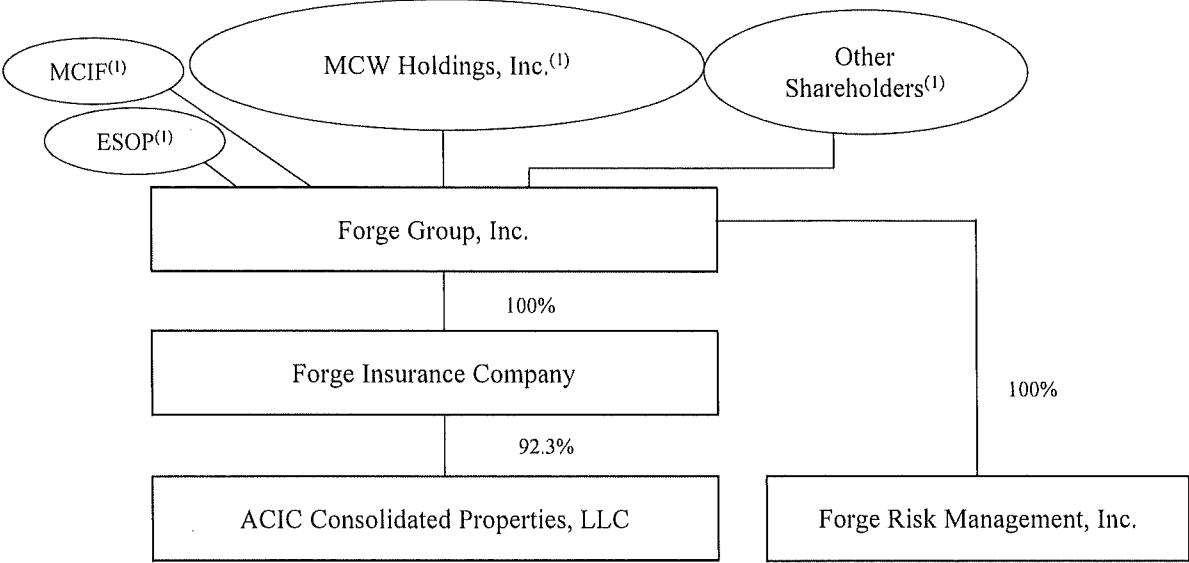 MCIF(1)
MCW Holdings, Inc.(1)
Other
Shareholders(1)
ESOP(1)
Forge Group, Inc.
100%
Forge Insurance Company
100%
92.3%
ACIC Consolidated Properties, LLC
Forge Risk Management, Inc.